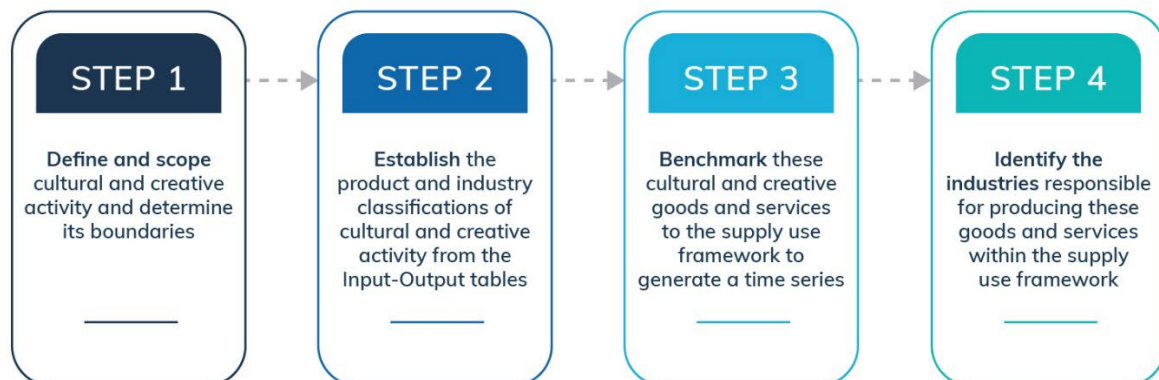 STEP 1
Define and scope
cultural and creative
activity and determine
its boundaries
STEP 2
Establish the
product and industry
classifications of
cultural and creative
activity from the
Input-Output tables
STEP 3
Benchmark these
cultural and creative
goods and services
to the supply use
framework to
generate a time series
STEP 4
Identify the
industries responsible
for producing these
goods and services
within the supply
use framework